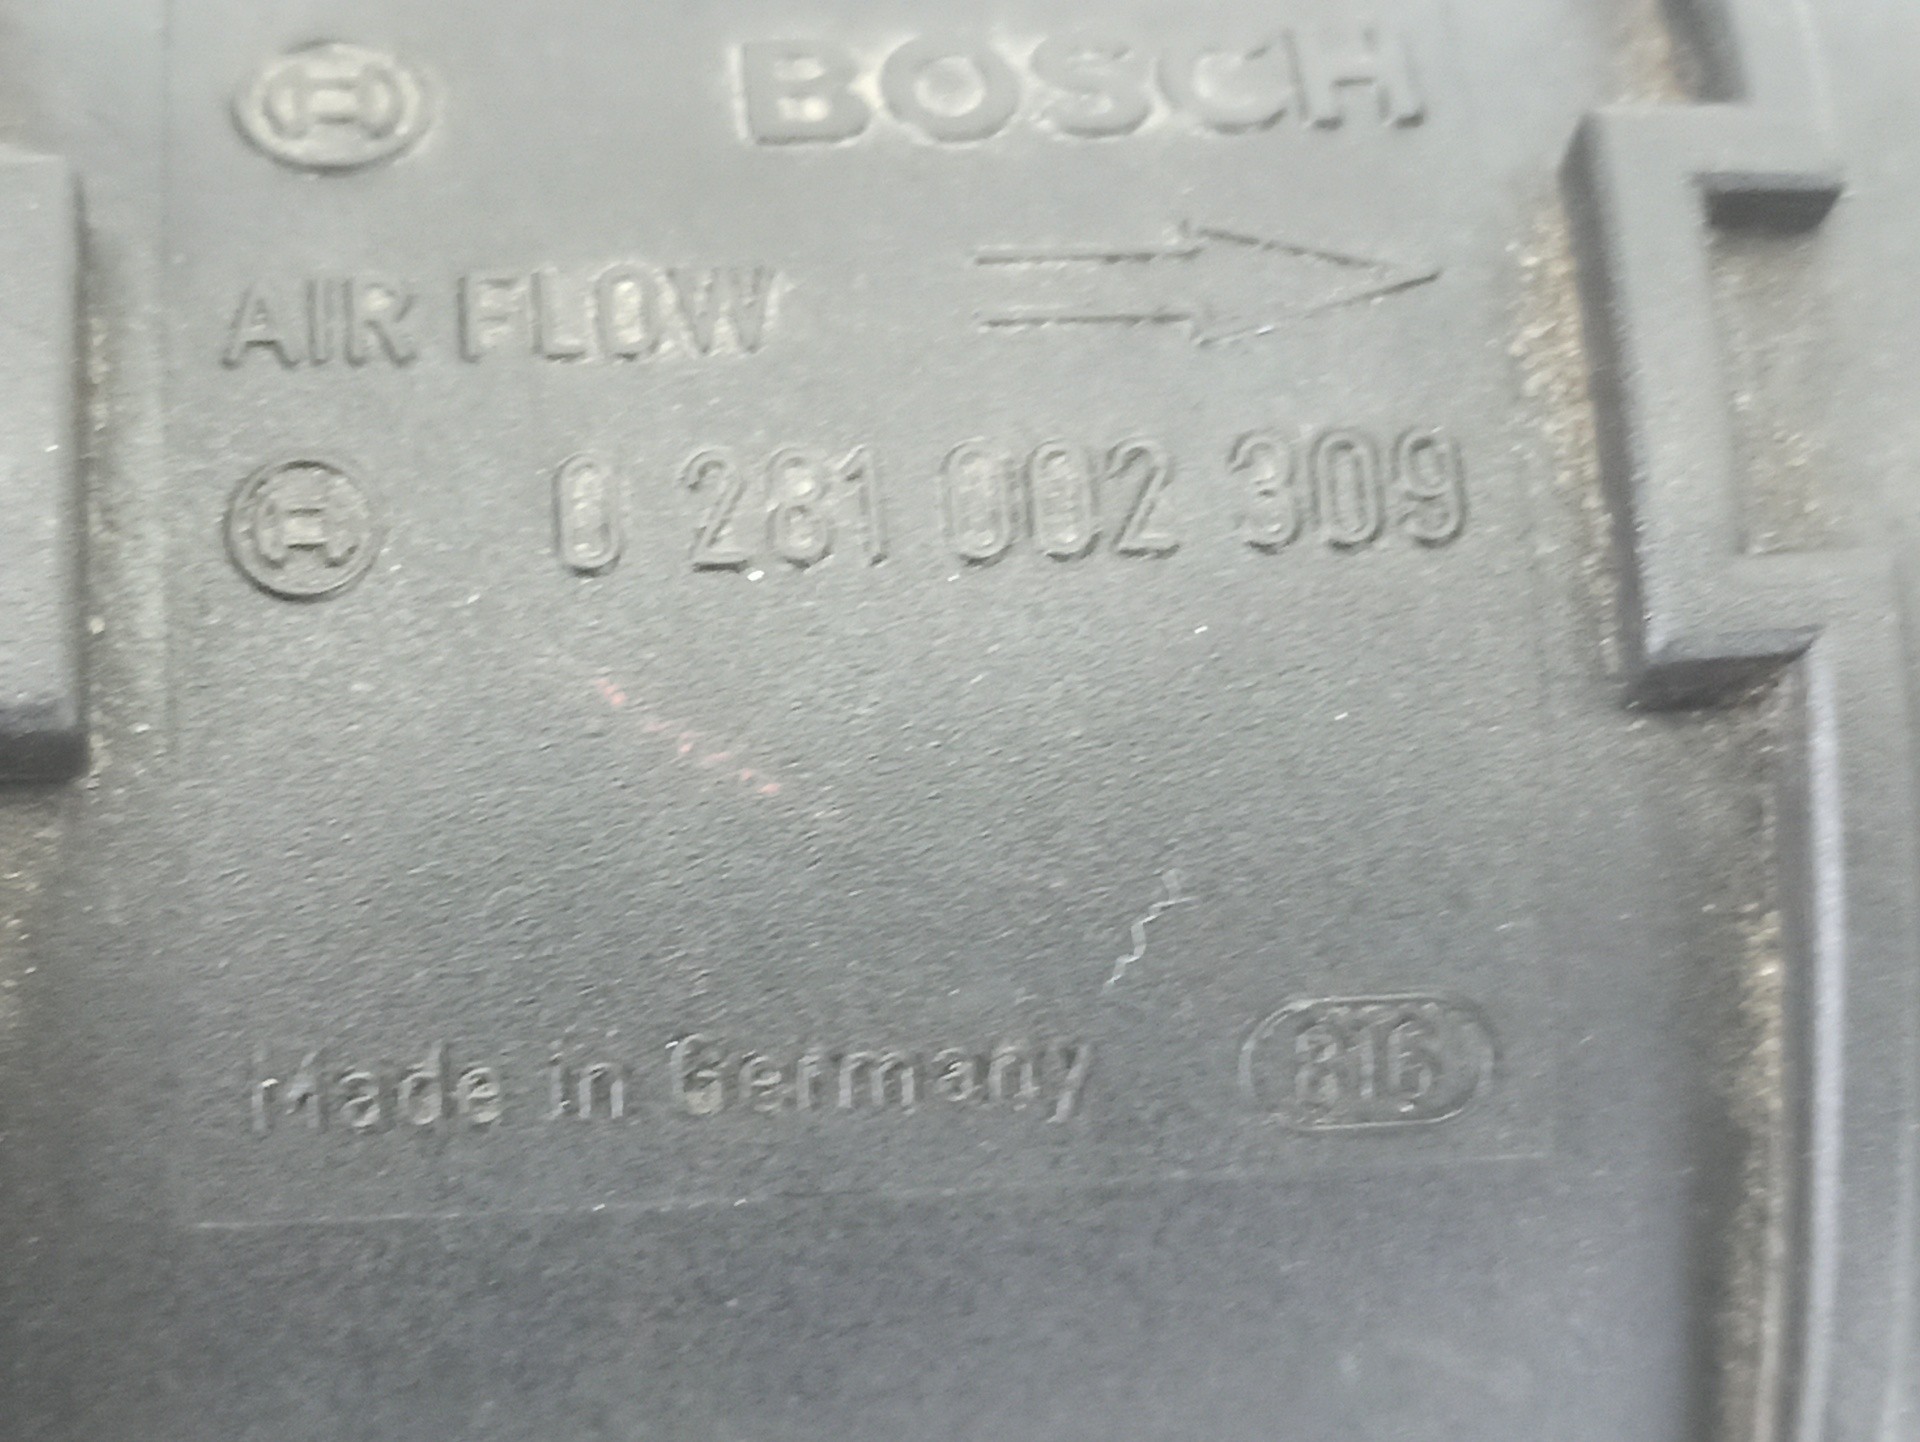 BOSCH
AIR FLOW
0 281 002 309
Made in Germany 816